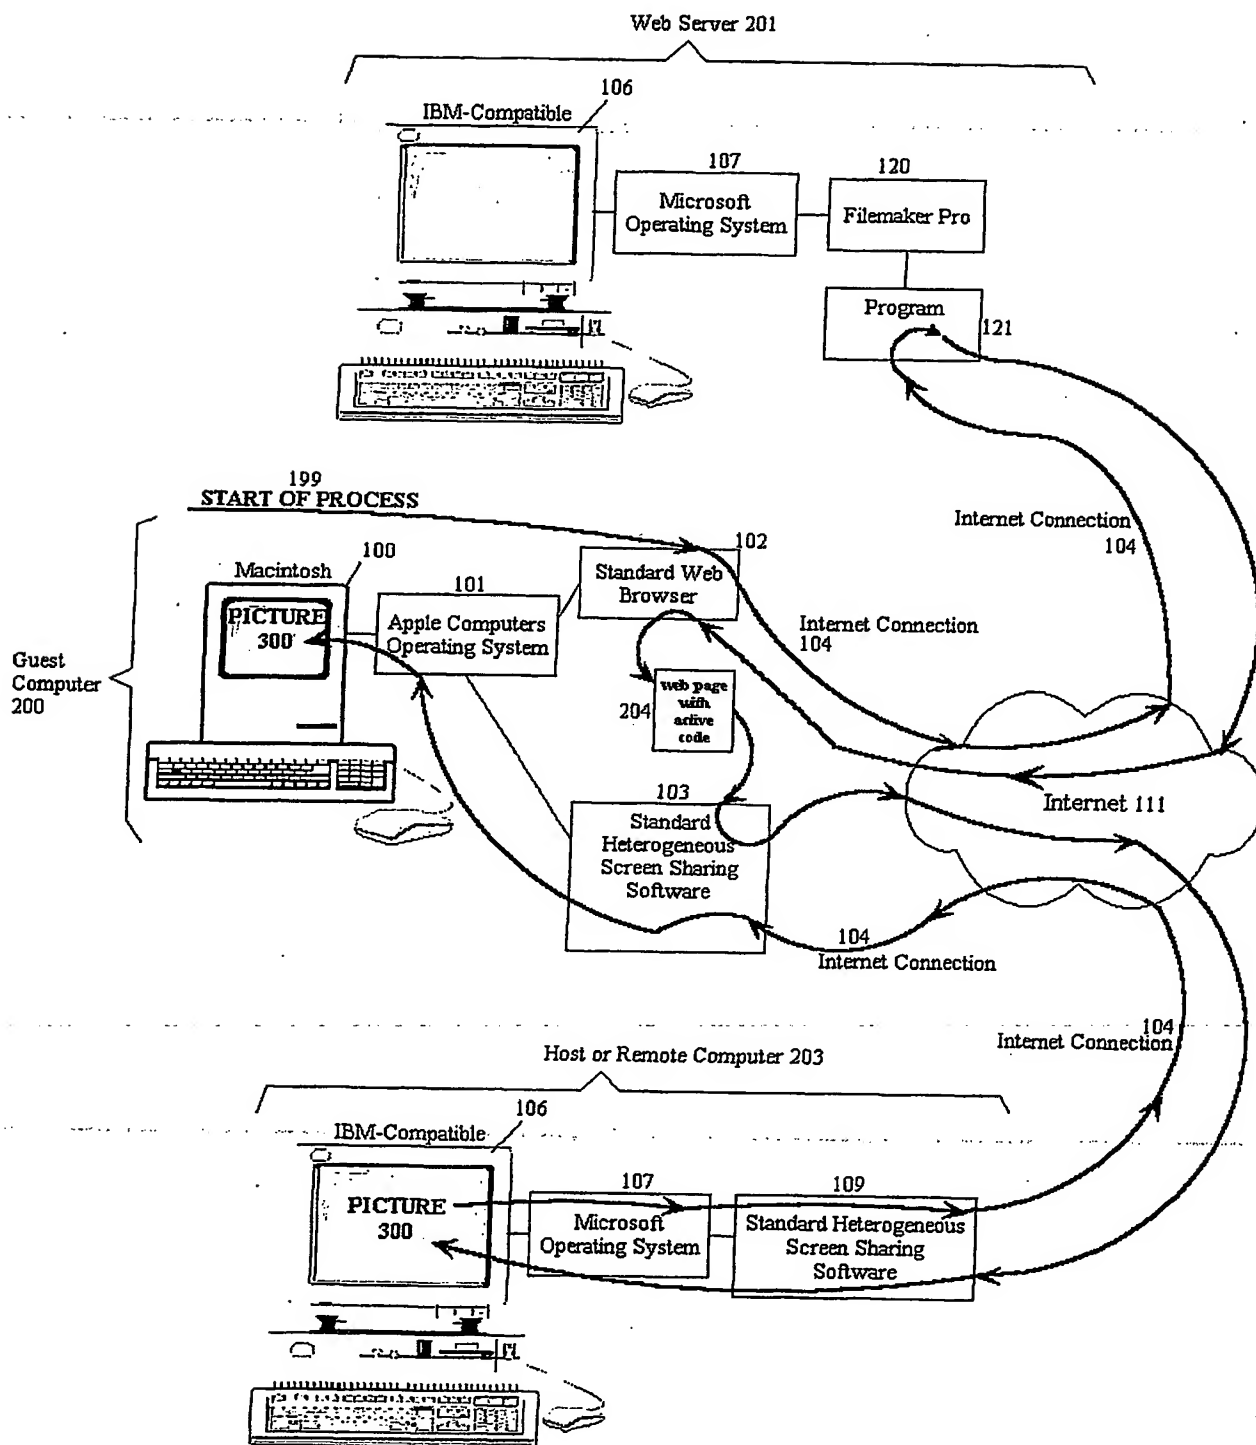 Web Server 201
106
IBM-Compatible
107
Microsoft
Operating System
120
Filemaker Pro
Program
121
199
START OF PROCESS
Internet Connection
104
100
Macintosh
101
Apple Computers
Operating System
102
Standard Web
Browser
PICTURE
300
Internet Connection
104
Guest
Computer
200
204
web page
with
active
code
103
Standard
Heterogeneous
Screen Sharing
Software
Internet 111
104
Internet Connection
104
Internet Connection
Host or Remote Computer 203
106
IBM-Compatible
PICTURE
300
107
Microsoft
Operating System
109
Standard Heterogeneous
Screen Sharing
Software